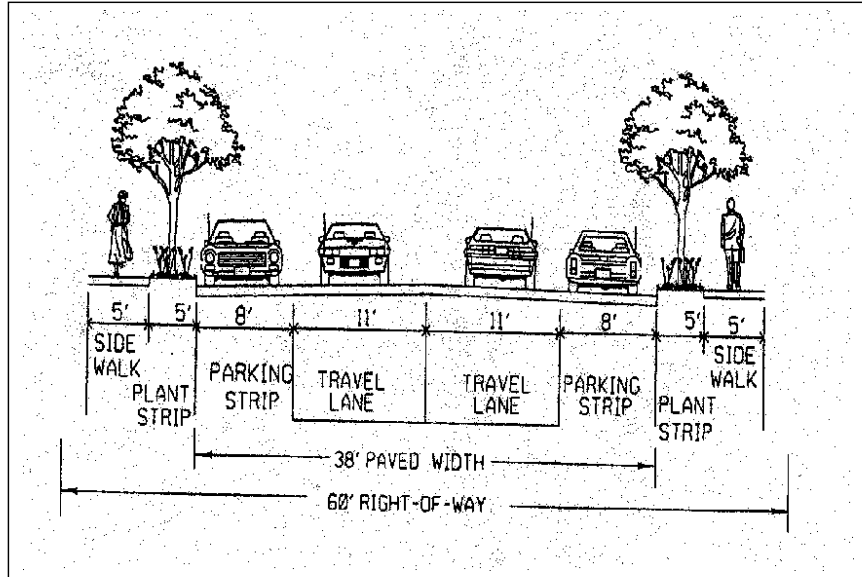 5' 5' 8' 11' 11' 8' 5' 5'
SIDE WALK
PLANT STRIP
PARKING STRIP
TRAVEL LANE
TRAVEL LANE
PARKING STRIP
PLANT STRIP
SIDE WALK
38' PAVED WIDTH
60' RIGHT-OF-WAY